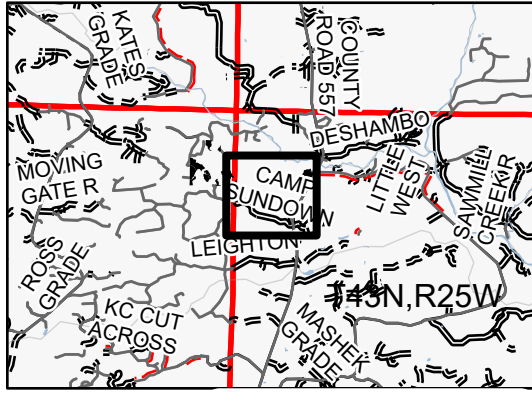 KATES
GRADE
COUNTY
ROAD 557
DESHAMBO
MOVING
GATE R
CAMP
SUNDOWN
LITTLE
WEST
SAWMILL
CREEK R
LEIGHTON
ROSS
GRADE
T43N,R25W
KC CUT
ACROSS
MASHEK
GRADE